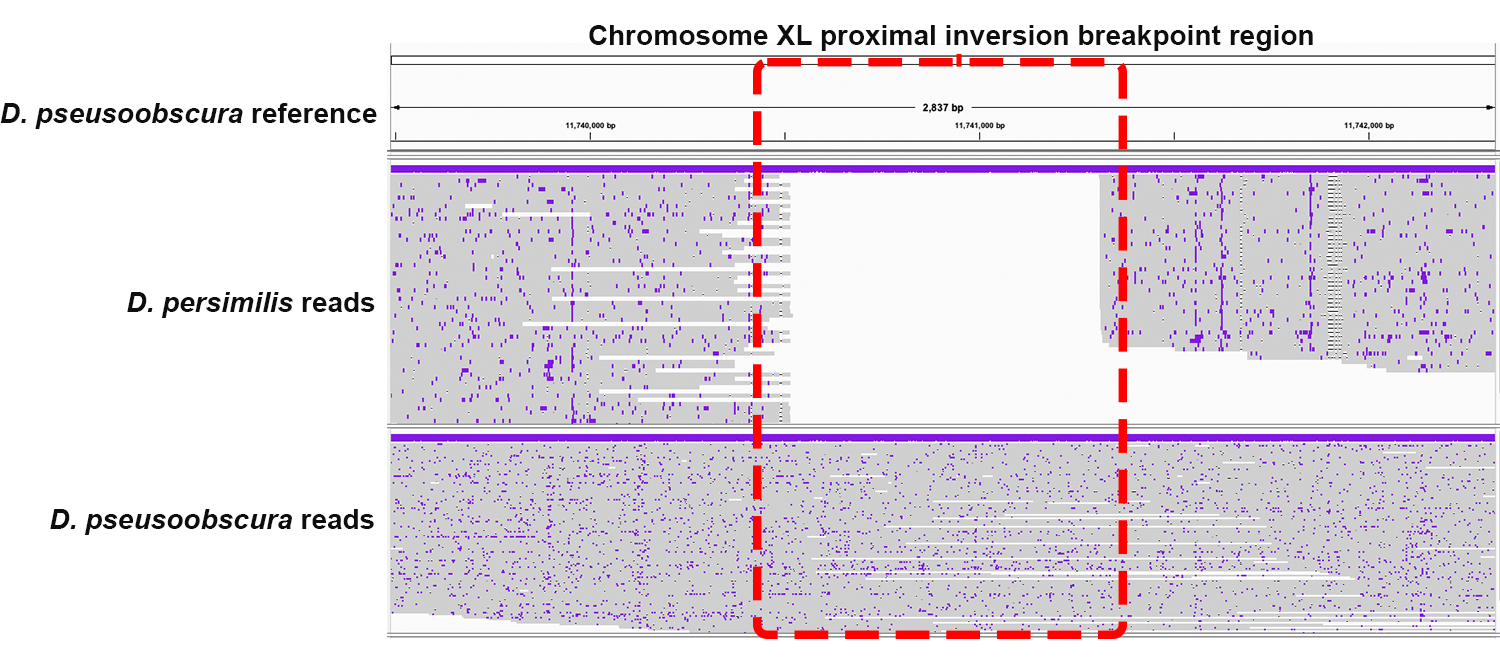 Chromosome XL proximal inversion breakpoint region
D. pseusoobscura reference
2,837 bp
11,740,000 bp
11,741,000 bp
11,742,000 bp
D. persimilis reads
D. pseusoobscura reads